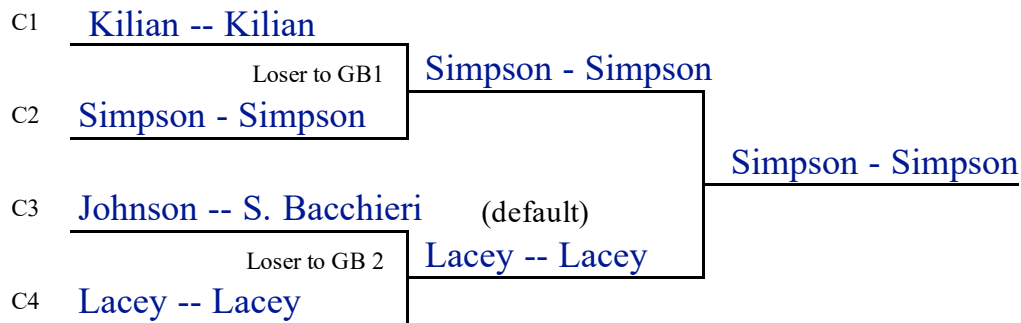 C1 Kilian -- Kilian
Loser to GB1 Simpson - Simpson
C2 Simpson - Simpson
Simpson - Simpson
C3 Johnson -- S. Bacchieri (default)
Loser to GB 2 Lacey -- Lacey
C4 Lacey -- Lacey